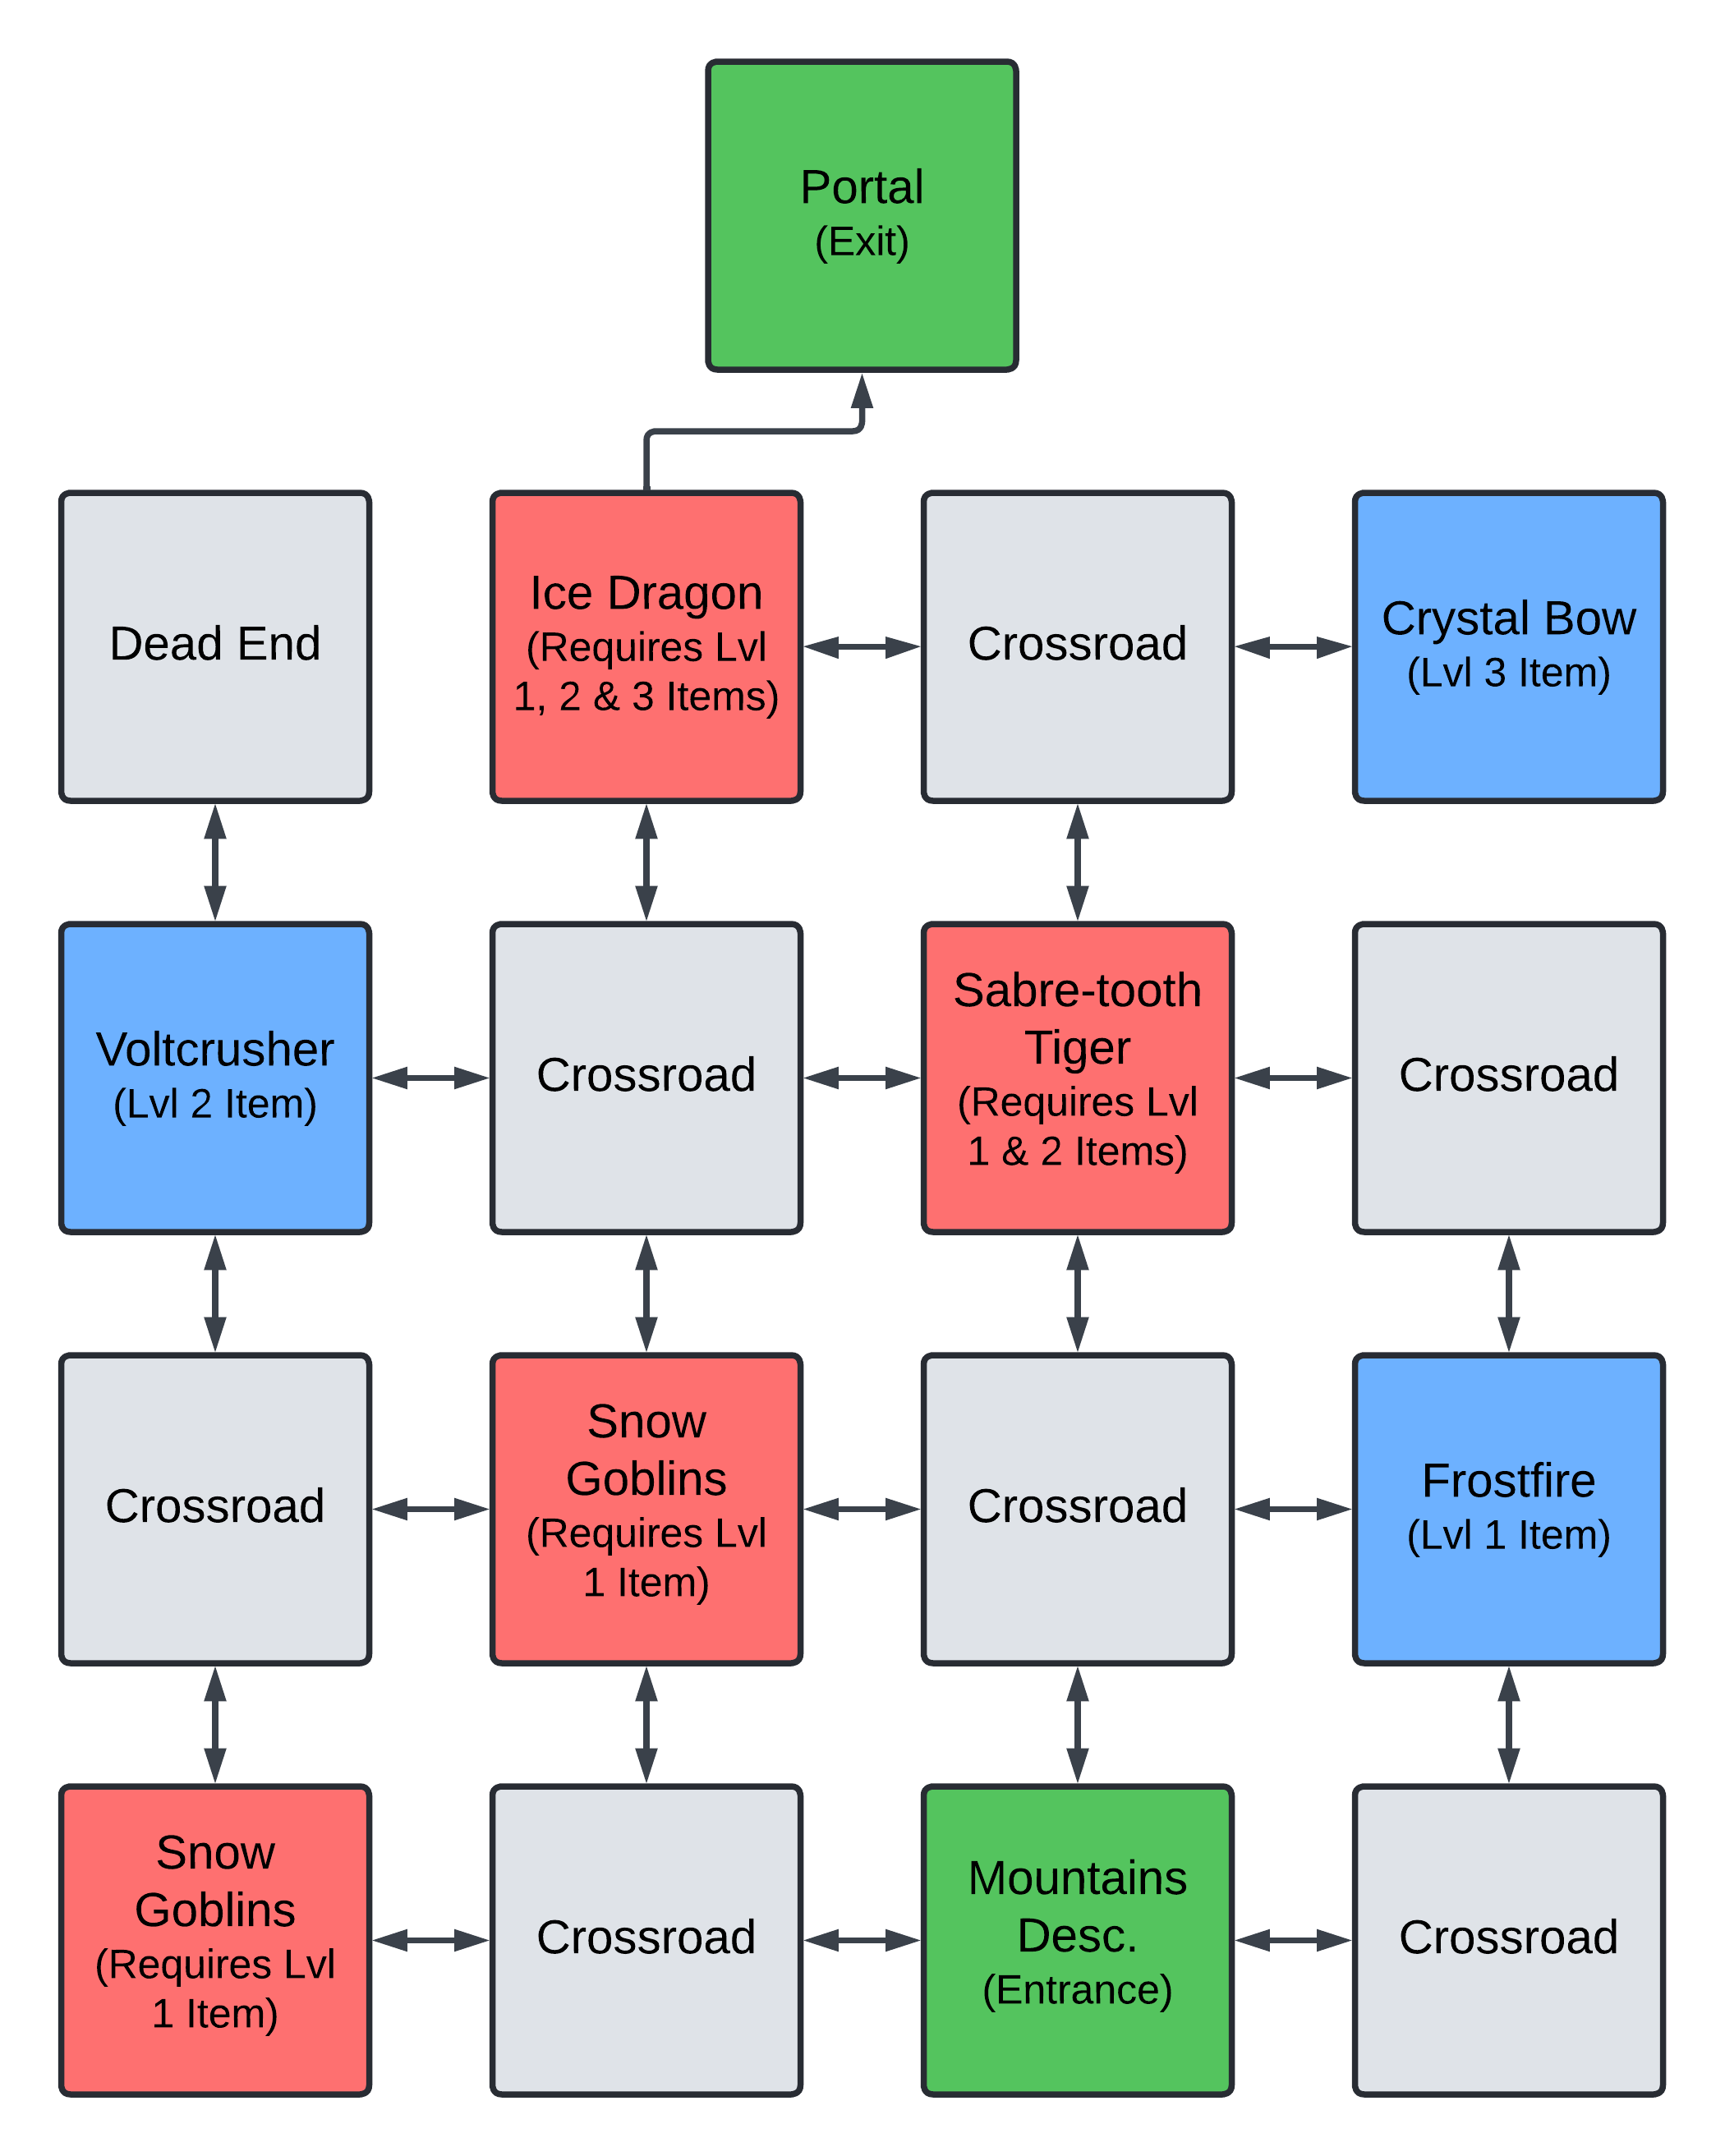 Portal
(Exit)
Dead End
Ice Dragon
(Requires Lvl
1, 2 & 3 Items)
Crossroad
Crystal Bow
(Lvl 3 Item)
Voltcrusher
(Lvl 2 Item)
Crossroad
Sabre-tooth
Tiger
(Requires Lvl
1 & 2 Items)
Crossroad
Crossroad
Snow
Goblins
(Requires Lvl
1 Item)
Crossroad
Frostfire
(Lvl 1 Item)
Snow
Goblins
(Requires Lvl
1 Item)
Crossroad
Mountains
Desc.
(Entrance)
Crossroad